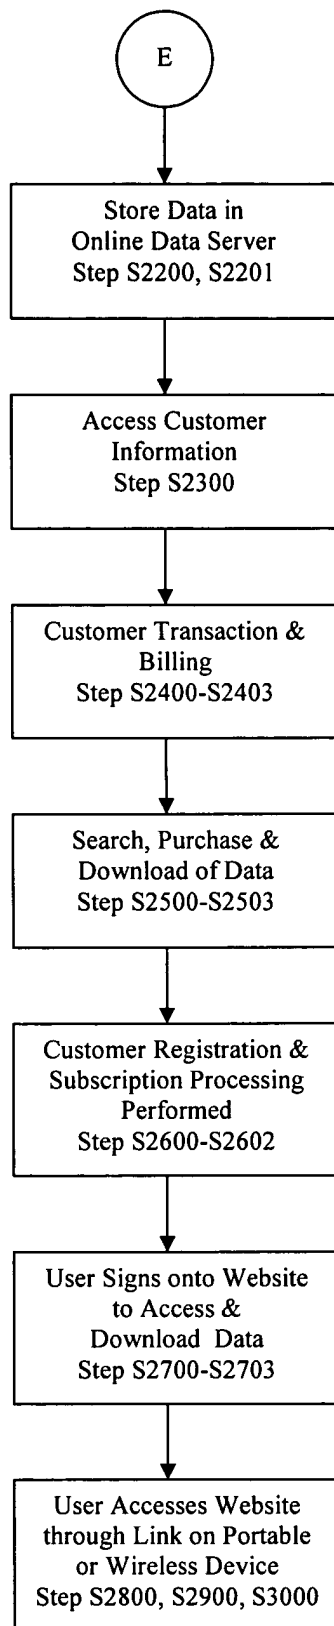 E
Store Data in
Online Data Server
Step S2200, S2201
Access Customer
Information
Step S2300
Customer Transaction &
Billing
Step S2400-S2403
Search, Purchase &
Download of Data
Step S2500-S2503
Customer Registration &
Subscription Processing
Performed
Step S2600-S2602
User Signs onto Website
to Access &
Download Data
Step S2700-S2703
User Accesses Website
through Link on Portable
or Wireless Device
Step S2800, S2900, S3000